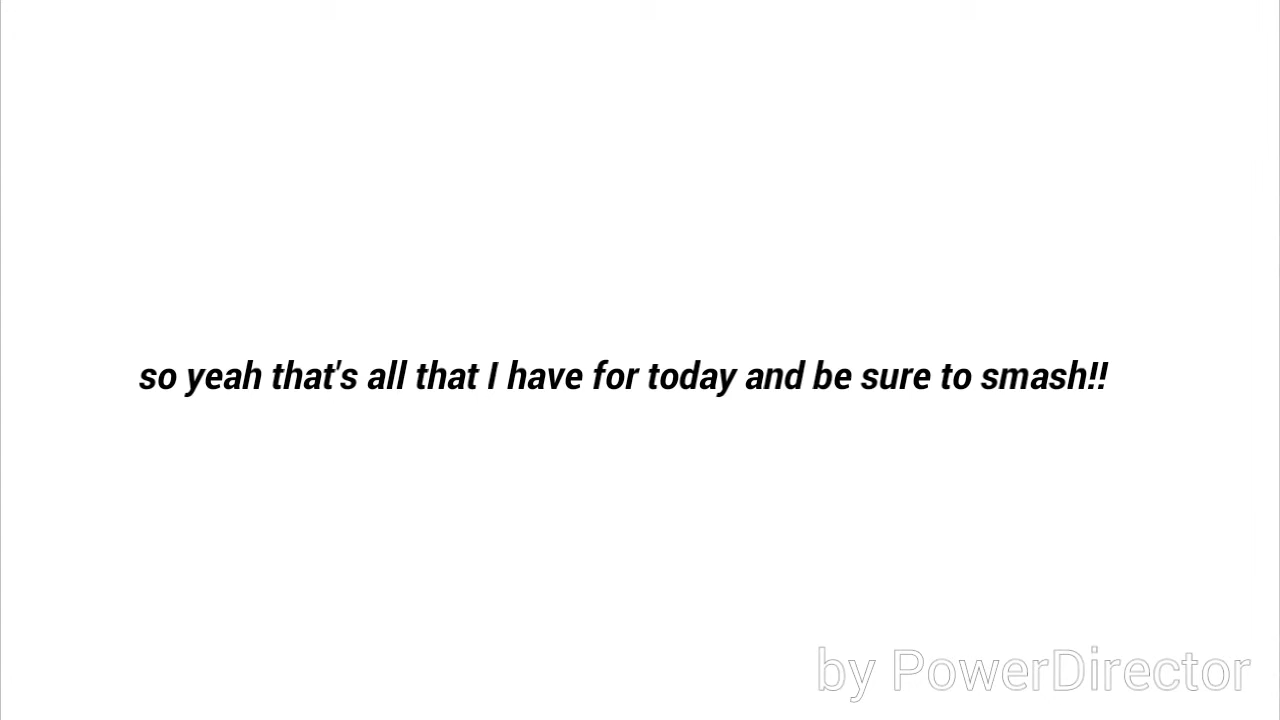 so yeah that's all that I have for today and be sure to smash!!
by PowerDirector